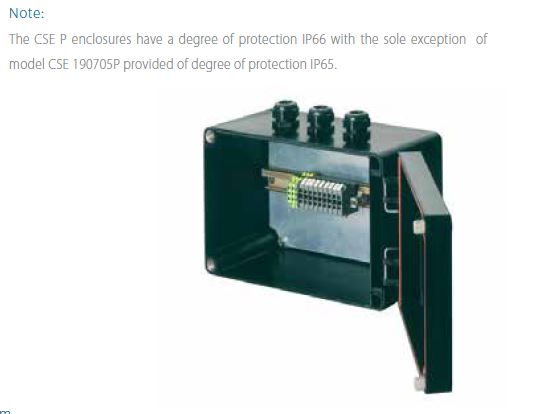 Note:
The CSE P enclosures have a degree of protection IP66 with the sole exception of
model CSE 190705P provided of degree of protection IP65.